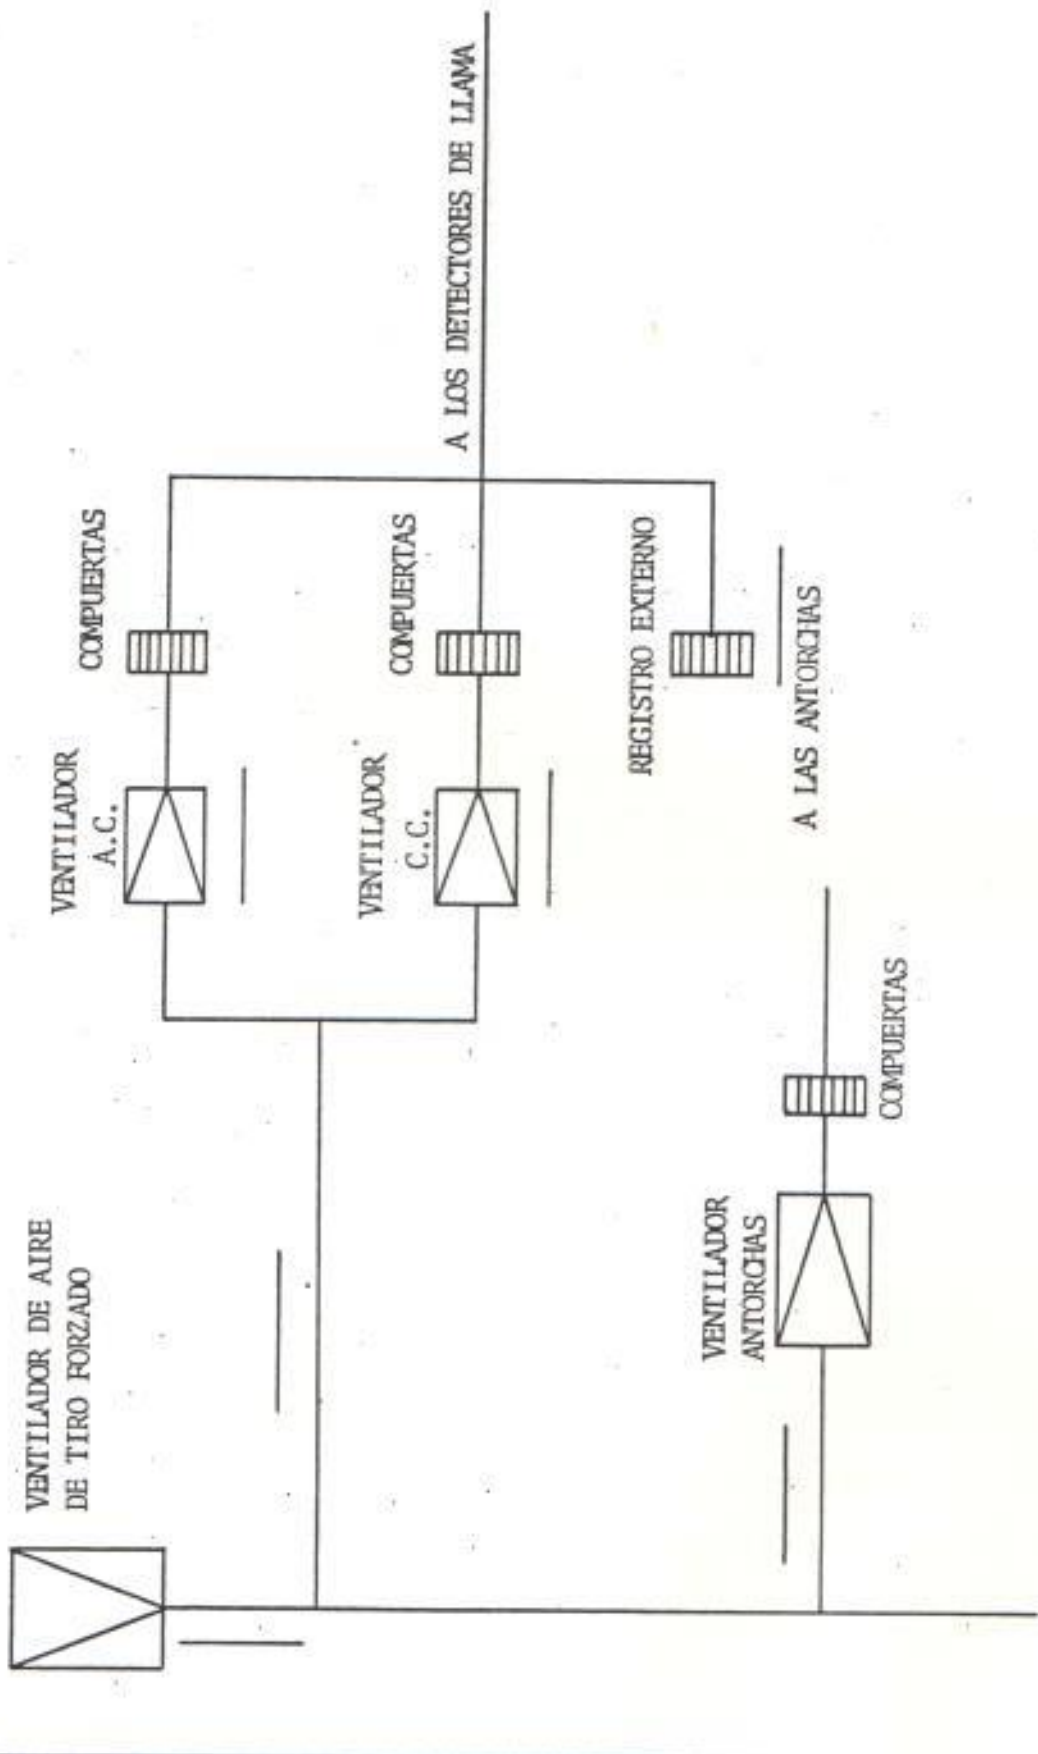 VENTILADOR DE AIRE
DE TIRO FORZADO
VENTILADOR
A.C.
COMPUERTAS
VENTILADOR
C.C.
COMPUERTAS
A LOS DETECTORES DE LLAMA
REGISTRO EXTERNO
VENTILADOR
ANTORCHAS
COMPUERTAS
A LAS ANTORCHAS